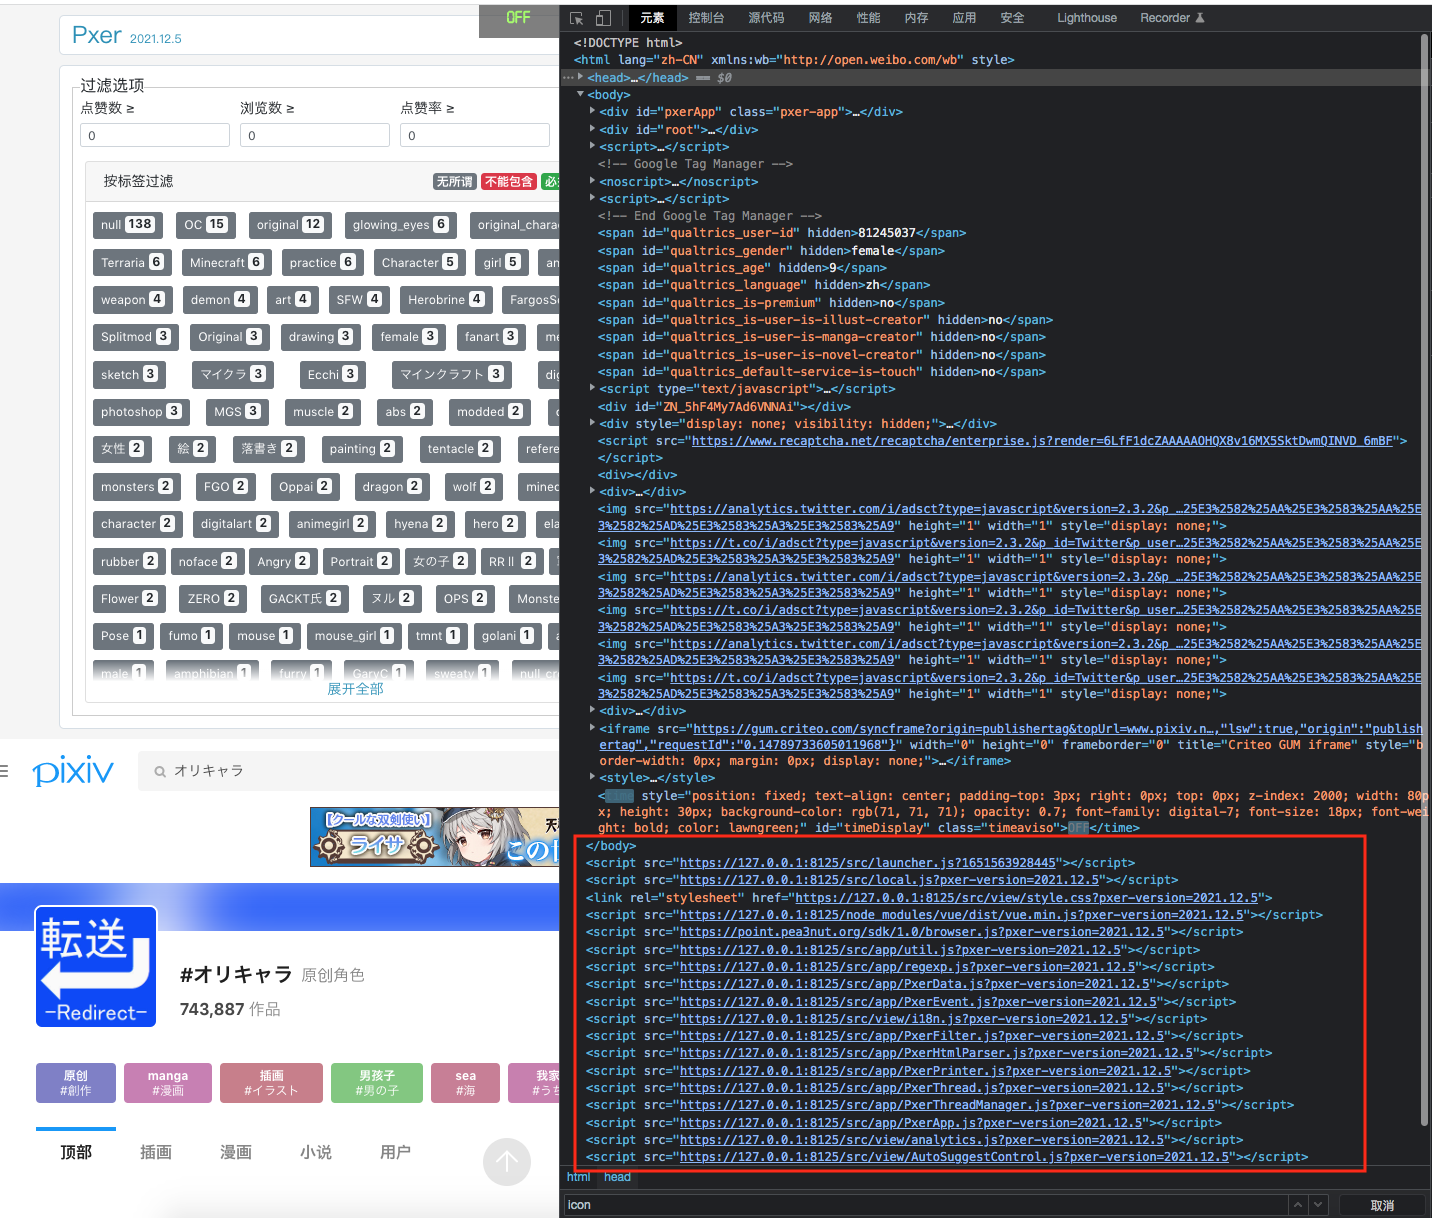 OFF
Pxer 2021.12.5
过滤选项
点赞数 ≥ 浏览数 ≥ 点赞率 ≥
0 0 0
按标签过滤 无所谓 不能包含
null 138 OC 15 original 12 glowing_eyes 6 original_chara
Terraria 6 Minecraft 6 practice 6 Character 5 girl 5 an
weapon 4 demon 4 art 4 SFW 4 Herobrine 4 FargosSo
Splitmod 3 Original 3 drawing 3 female 3 fanart 3 me
sketch 3 マイクラ 3 Ecchi 3 マインクラフト 3 dig
photoshop 3 MGS 3 muscle 2 abs 2 modded 2
女性 2 絵 2 落書き 2 painting 2 tentacle 2 refere
monsters 2 FGO 2 Oppai 2 dragon 2 wolf 2 minec
character 2 digitalart 2 animegirl 2 hyena 2 hero 2 ela
rubber 2 noface 2 Angry 2 Portrait 2 女の子 2 RR II 2
Flower 2 ZERO 2 GACKT氏 2 ヌル 2 OPS 2 Monste
Pose 1 fumo 1 mouse 1 mouse_girl 1 tmnt 1 golani 1
male 1 amphibian 1 furry 1 GaryC 1 sweaty 1 null_cr
展开全部
pixiv オリキャラ
【クールな双剣使い】
ライサ
この
転送
-Redirect-
#オリキャラ 原创角色
743,887 作品
原创 manga 插画 男孩子 sea 我家
#創作 #漫画 #イラスト #男の子 #海 #うち
顶部 插画 漫画 小说 用户
元素 控制台 源代码 网络 性能 内存 应用 安全 Lighthouse Recorder
<!DOCTYPE html>
<html lang="zh-CN" xmlns:wb="http://open.weibo.com/wb" style>
<head>…</head> == $0
<body>
<div id="pxerApp" class="pxer-app">…</div>
<div id="root">…</div>
<script>…</script>
<!-- Google Tag Manager -->
<noscript>…</noscript>
<script>…</script>
<!-- End Google Tag Manager -->
<span id="qualtrics_user-id" hidden>81245037</span>
<span id="qualtrics_gender" hidden>female</span>
<span id="qualtrics_age" hidden>9</span>
<span id="qualtrics_language" hidden>zh</span>
<span id="qualtrics_is-premium" hidden>no</span>
<span id="qualtrics_is-user-is-illust-creator" hidden>no</span>
<span id="qualtrics_is-user-is-manga-creator" hidden>no</span>
<span id="qualtrics_is-user-is-novel-creator" hidden>no</span>
<span id="qualtrics_default-service-is-touch" hidden>no</span>
<script type="text/javascript">…</script>
<div id="ZN_5hF4My7Ad6VNNAi"></div>
<div style="display: none; visibility: hidden;">…</div>
<script src="https://www.recaptcha.net/recaptcha/enterprise.js?render=6LfF1dcZAAAAAOHQX8v16MX5SktDwmQINVD_6mBF">
</script>
<div></div>
<div>…</div>
<img src="https://analytics.twitter.com/i/adsct?type=javascript&version=2.3.2&p_…25E3%2582%25AA%25E3%2583%25AA%25E
3%2582%25AD%25E3%2583%25A3%25E3%2583%25A9" height="1" width="1" style="display: none;">
<img src="https://t.co/i/adsct?type=javascript&version=2.3.2&p_id=Twitter&p_user…25E3%2582%25AA%25E3%2583%25AA%25E
3%2582%25AD%25E3%2583%25A3%25E3%2583%25A9" height="1" width="1" style="display: none;">
<img src="https://analytics.twitter.com/i/adsct?type=javascript&version=2.3.2&p_…25E3%2582%25AA%25E3%2583%25AA%25E
3%2582%25AD%25E3%2583%25A3%25E3%2583%25A9" height="1" width="1" style="display: none;">
<img src="https://t.co/i/adsct?type=javascript&version=2.3.2&p_id=Twitter&p_user…25E3%2582%25AA%25E3%2583%25AA%25E
3%2582%25AD%25E3%2583%25A3%25E3%2583%25A9" height="1" width="1" style="display: none;">
<img src="https://analytics.twitter.com/i/adsct?type=javascript&version=2.3.2&p_…25E3%2582%25AA%25E3%2583%25AA%25E
3%2582%25AD%25E3%2583%25A3%25E3%2583%25A9" height="1" width="1" style="display: none;">
<img src="https://t.co/i/adsct?type=javascript&version=2.3.2&p_id=Twitter&p_user…25E3%2582%25AA%25E3%2583%25AA%25E
3%2582%25AD%25E3%2583%25A3%25E3%2583%25A9" height="1" width="1" style="display: none;">
<div>…</div>
<iframe src="https://gum.criteo.com/syncframe?origin=publishertag&topUrl=www.pixiv.n…,"lsw":true,"origin":"publish
ertag","requestId":"0.14789733605011968"}" width="0" height="0" frameborder="0" title="Criteo GUM iframe" style="b
order-width: 0px; margin: 0px; display: none;">…</iframe>
<style>…</style>
<time style="position: fixed; text-align: center; padding-top: 3px; right: 0px; top: 0px; z-index: 2000; width: 80p
x; height: 30px; background-color: rgb(71, 71, 71); opacity: 0.7; font-family: digital-7; font-size: 18px; font-wei
ght: bold; color: lawngreen;" id="timeDisplay" class="timeaviso">OFF</time>
</body>
<script src="https://127.0.0.1:8125/src/launcher.js?1651563928445"></script>
<script src="https://127.0.0.1:8125/src/local.js?pxer-version=2021.12.5"></script>
<link rel="stylesheet" href="https://127.0.0.1:8125/src/view/style.css?pxer-version=2021.12.5">
<script src="https://127.0.0.1:8125/node_modules/vue/dist/vue.min.js?pxer-version=2021.12.5"></script>
<script src="https://point.pea3nut.org/sdk/1.0/browser.js?pxer-version=2021.12.5"></script>
<script src="https://127.0.0.1:8125/src/app/util.js?pxer-version=2021.12.5"></script>
<script src="https://127.0.0.1:8125/src/app/regexp.js?pxer-version=2021.12.5"></script>
<script src="https://127.0.0.1:8125/src/app/PxerData.js?pxer-version=2021.12.5"></script>
<script src="https://127.0.0.1:8125/src/app/PxerEvent.js?pxer-version=2021.12.5"></script>
<script src="https://127.0.0.1:8125/src/view/i18n.js?pxer-version=2021.12.5"></script>
<script src="https://127.0.0.1:8125/src/app/PxerFilter.js?pxer-version=2021.12.5"></script>
<script src="https://127.0.0.1:8125/src/app/PxerHtmlParser.js?pxer-version=2021.12.5"></script>
<script src="https://127.0.0.1:8125/src/app/PxerPrinter.js?pxer-version=2021.12.5"></script>
<script src="https://127.0.0.1:8125/src/app/PxerThread.js?pxer-version=2021.12.5"></script>
<script src="https://127.0.0.1:8125/src/app/PxerThreadManager.js?pxer-version=2021.12.5"></script>
<script src="https://127.0.0.1:8125/src/app/PxerApp.js?pxer-version=2021.12.5"></script>
<script src="https://127.0.0.1:8125/src/view/analytics.js?pxer-version=2021.12.5"></script>
<script src="https://127.0.0.1:8125/src/view/AutoSuggestControl.js?pxer-version=2021.12.5"></script>
html head
icon 取消